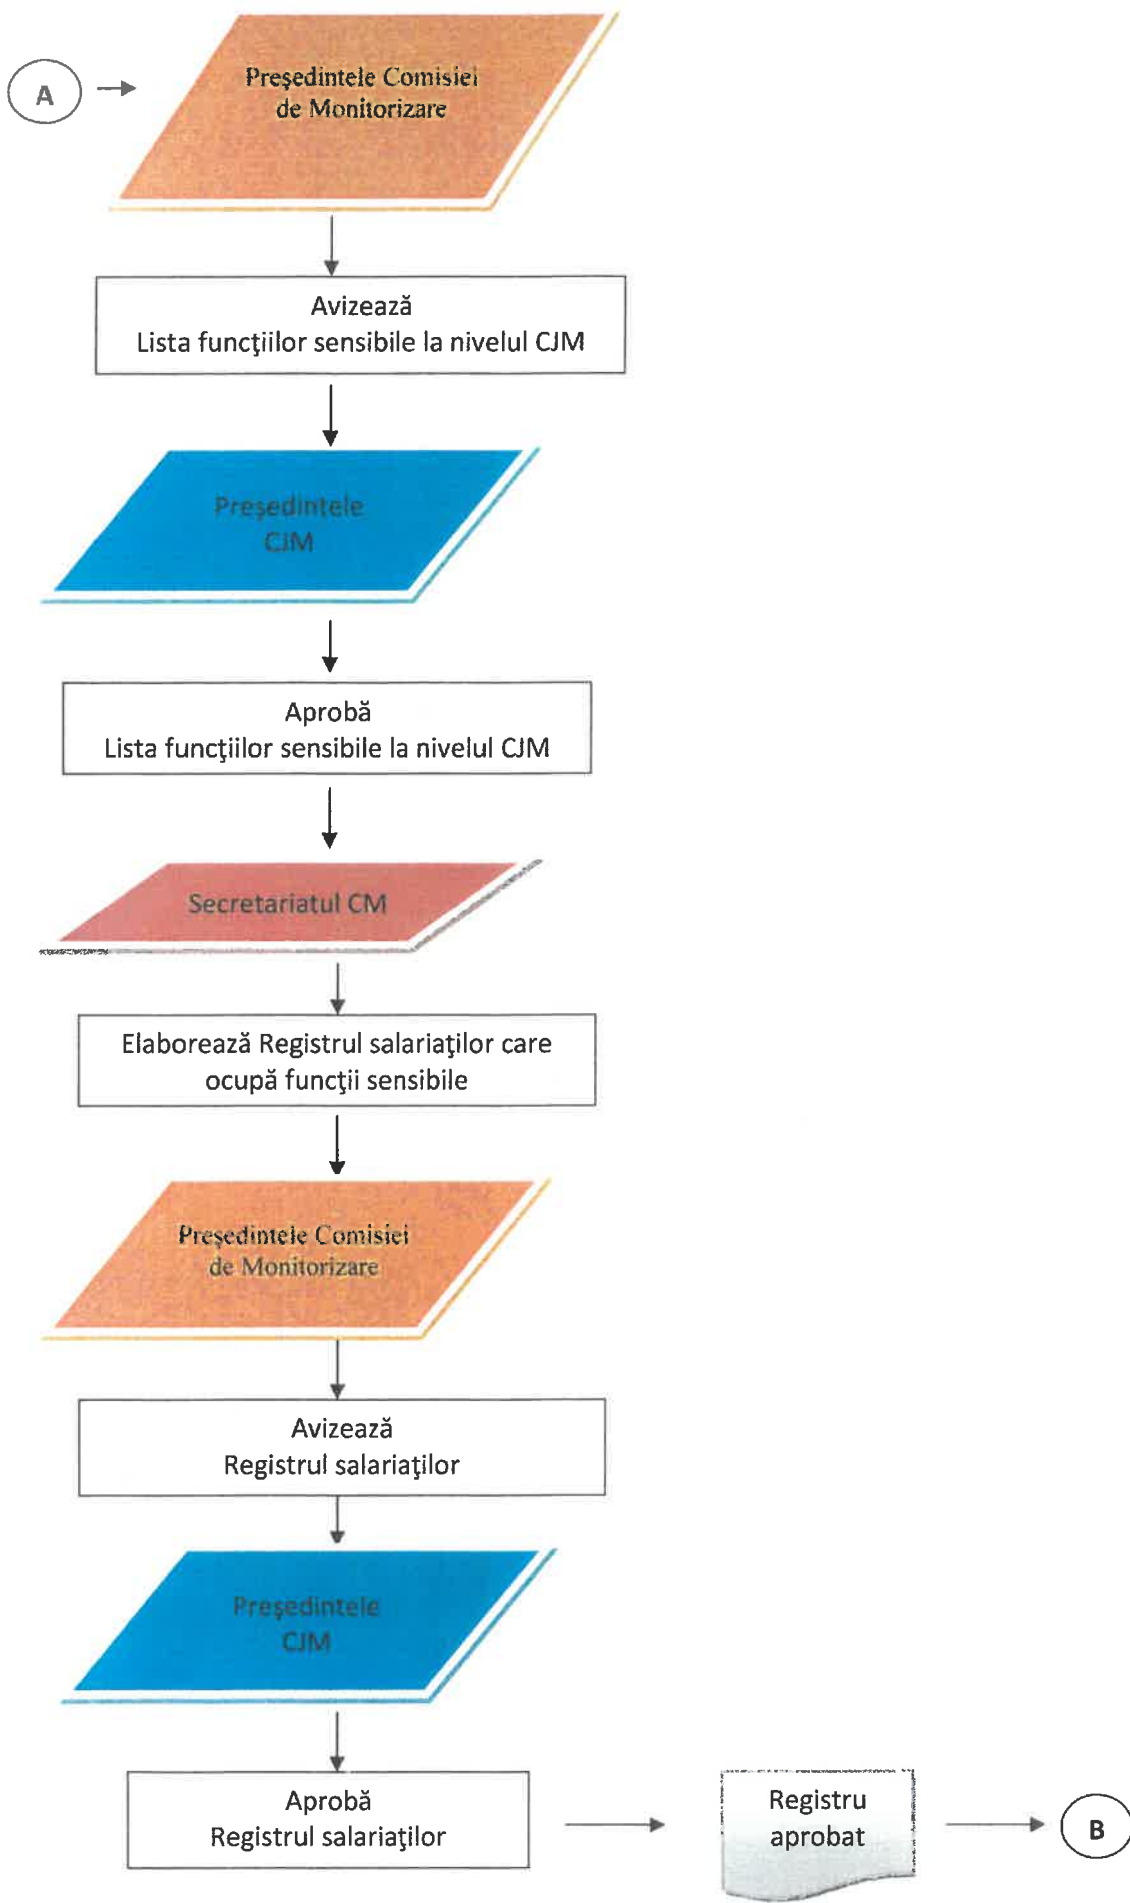 A
Preşedintele Comisiei
de Monitorizare
Avizează
Lista funcţiilor sensibile la nivelul CJM
Preşedintele
CJM
Aprobă
Lista funcţiilor sensibile la nivelul CJM
Secretariatul CM
Elaborează Registrul salariaţilor care
ocupă funcţii sensibile
Preşedintele Comisiei
de Monitorizare
Avizează
Registrul salariaţilor
Preşedintele
CJM
Aprobă
Registrul salariaţilor
Registru
aprobat
B